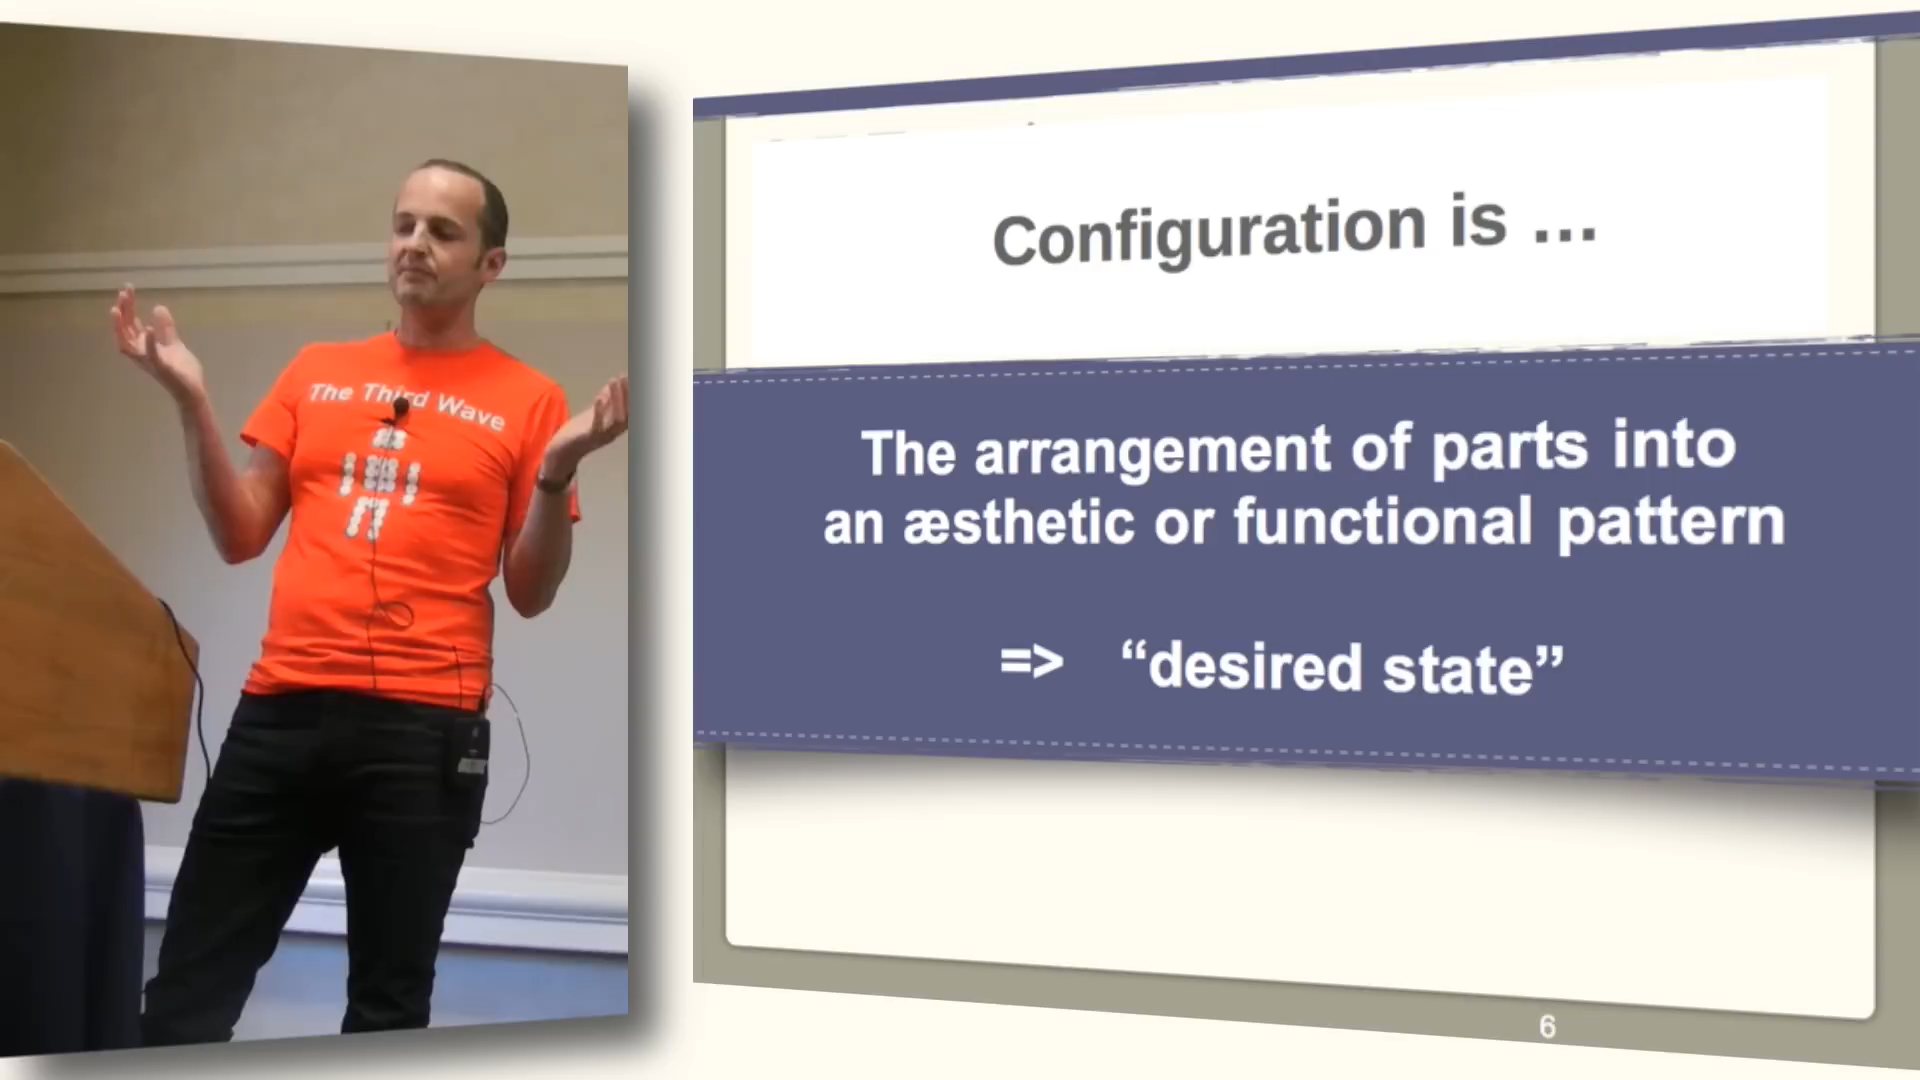 The Third Wave
Configuration is ...
The arrangement of parts into
an æsthetic or functional pattern
=> “desired state”
6